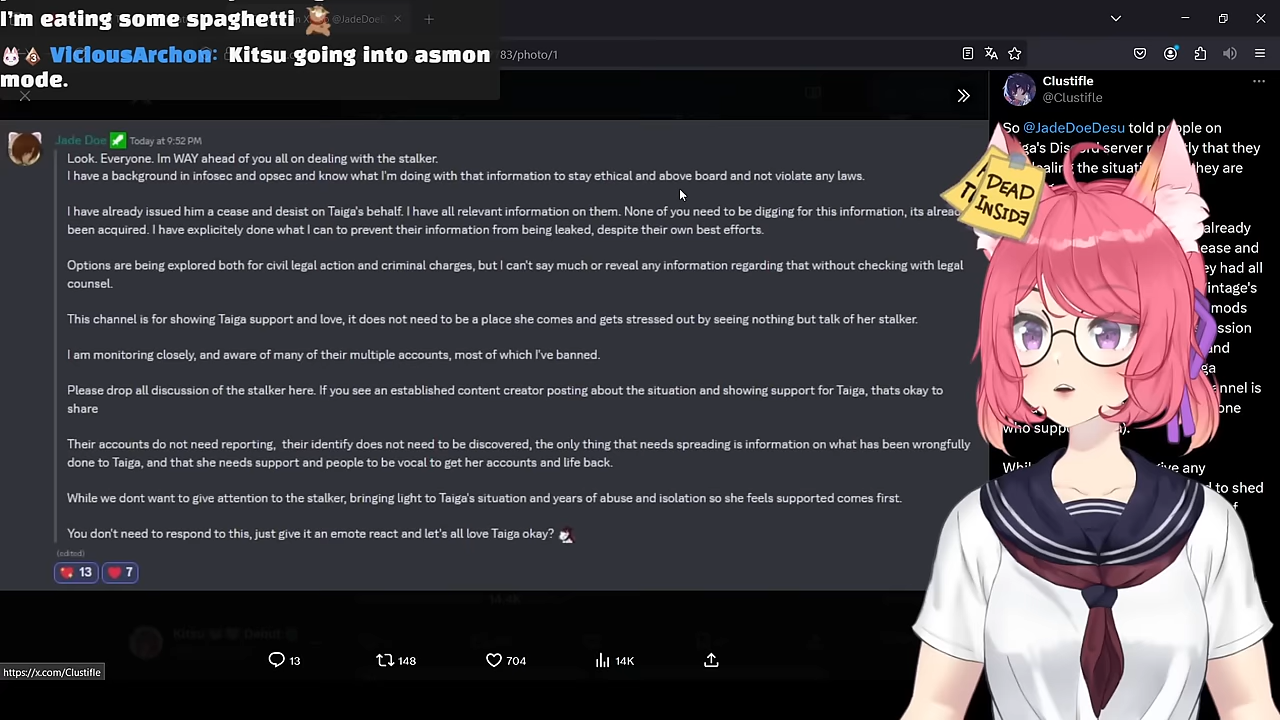 I'm eating some spaghetti
VIciousArchon: Kitsu going into asmon
mode.
83/photo/1
Clustifle
@Clustifle
Jade Doe Today at 9:52 PM
Look. Everyone. Im WAY ahead of you all on dealing with the stalker.
I have a background in infosec and opsec and know what I'm doing with that information to stay ethical and above board and not violate any laws.
I have already issued him a cease and desist on Taiga's behalf. I have all relevant information on them. None of you need to be digging for this information, its
been acquired. I have explicitly done what I can to prevent their information from being leaked, despite their own best efforts.
Options are being explored both for civil legal action and criminal charges, but I can't say much or reveal any information regarding that without checking with legal
counsel.
This channel is for showing Taiga support and love, it does not need to be a place she comes and gets stressed out by seeing nothing but talk of her stalker.
I am monitoring closely, and aware of many of their multiple accounts, most of which I've banned.
Please drop all discussion of the stalker here. If you see an established content creator posting about the situation and showing support for Taiga, thats okay to
share
Their accounts do not need reporting, their identify does not need to be discovered, the only thing that needs spreading is information on what has been wrongfully
done to Taiga, and that she needs support and people to be vocal to get her accounts and life back.
While we dont want to give attention to the stalker, bringing light to Taiga's situation and years of abuse and isolation so she feels supported comes first.
You don't need to respond to this, just give it an emote react and let's all love Taiga okay?
(edited)
13 7
So @JadeDoeDesu told people on
DEAD
INSIDE
13 148 704 14K
https://x.com/Clustifle